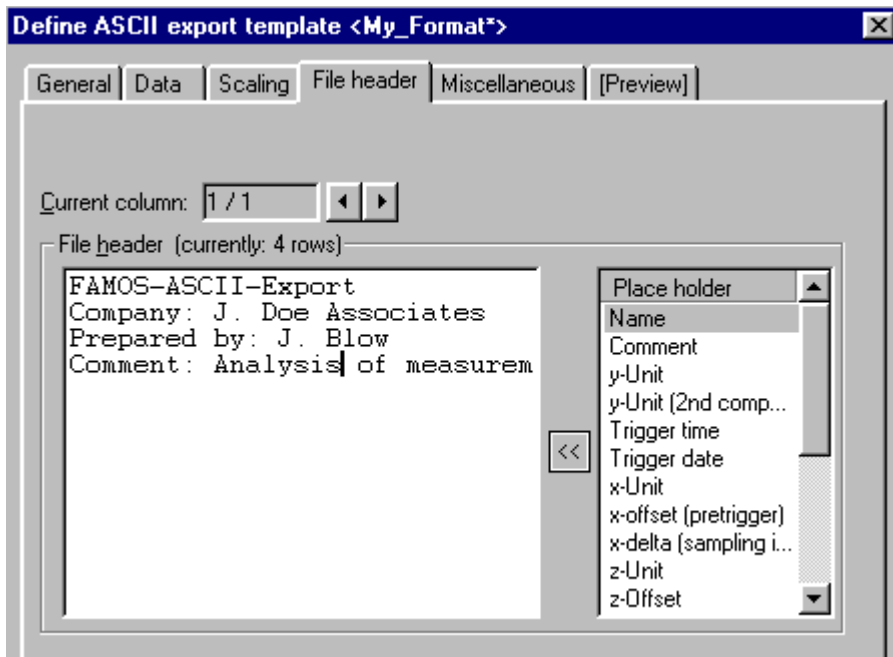 Define ASCII export template <My_Format*>
General Data Scaling File header Miscellaneous [Preview]
Current column: 1 / 1
File header (currently: 4 rows)
FAMOS-ASCII-Export
Company: J. Doe Associates
Prepared by: J. Blow
Comment: Analysis of measurem
<<
Place holder
Name
Comment
y-Unit
y-Unit (2nd comp...
Trigger time
Trigger date
x-Unit
x-offset (pretrigger)
x-delta (sampling i...
z-Unit
z-Offset